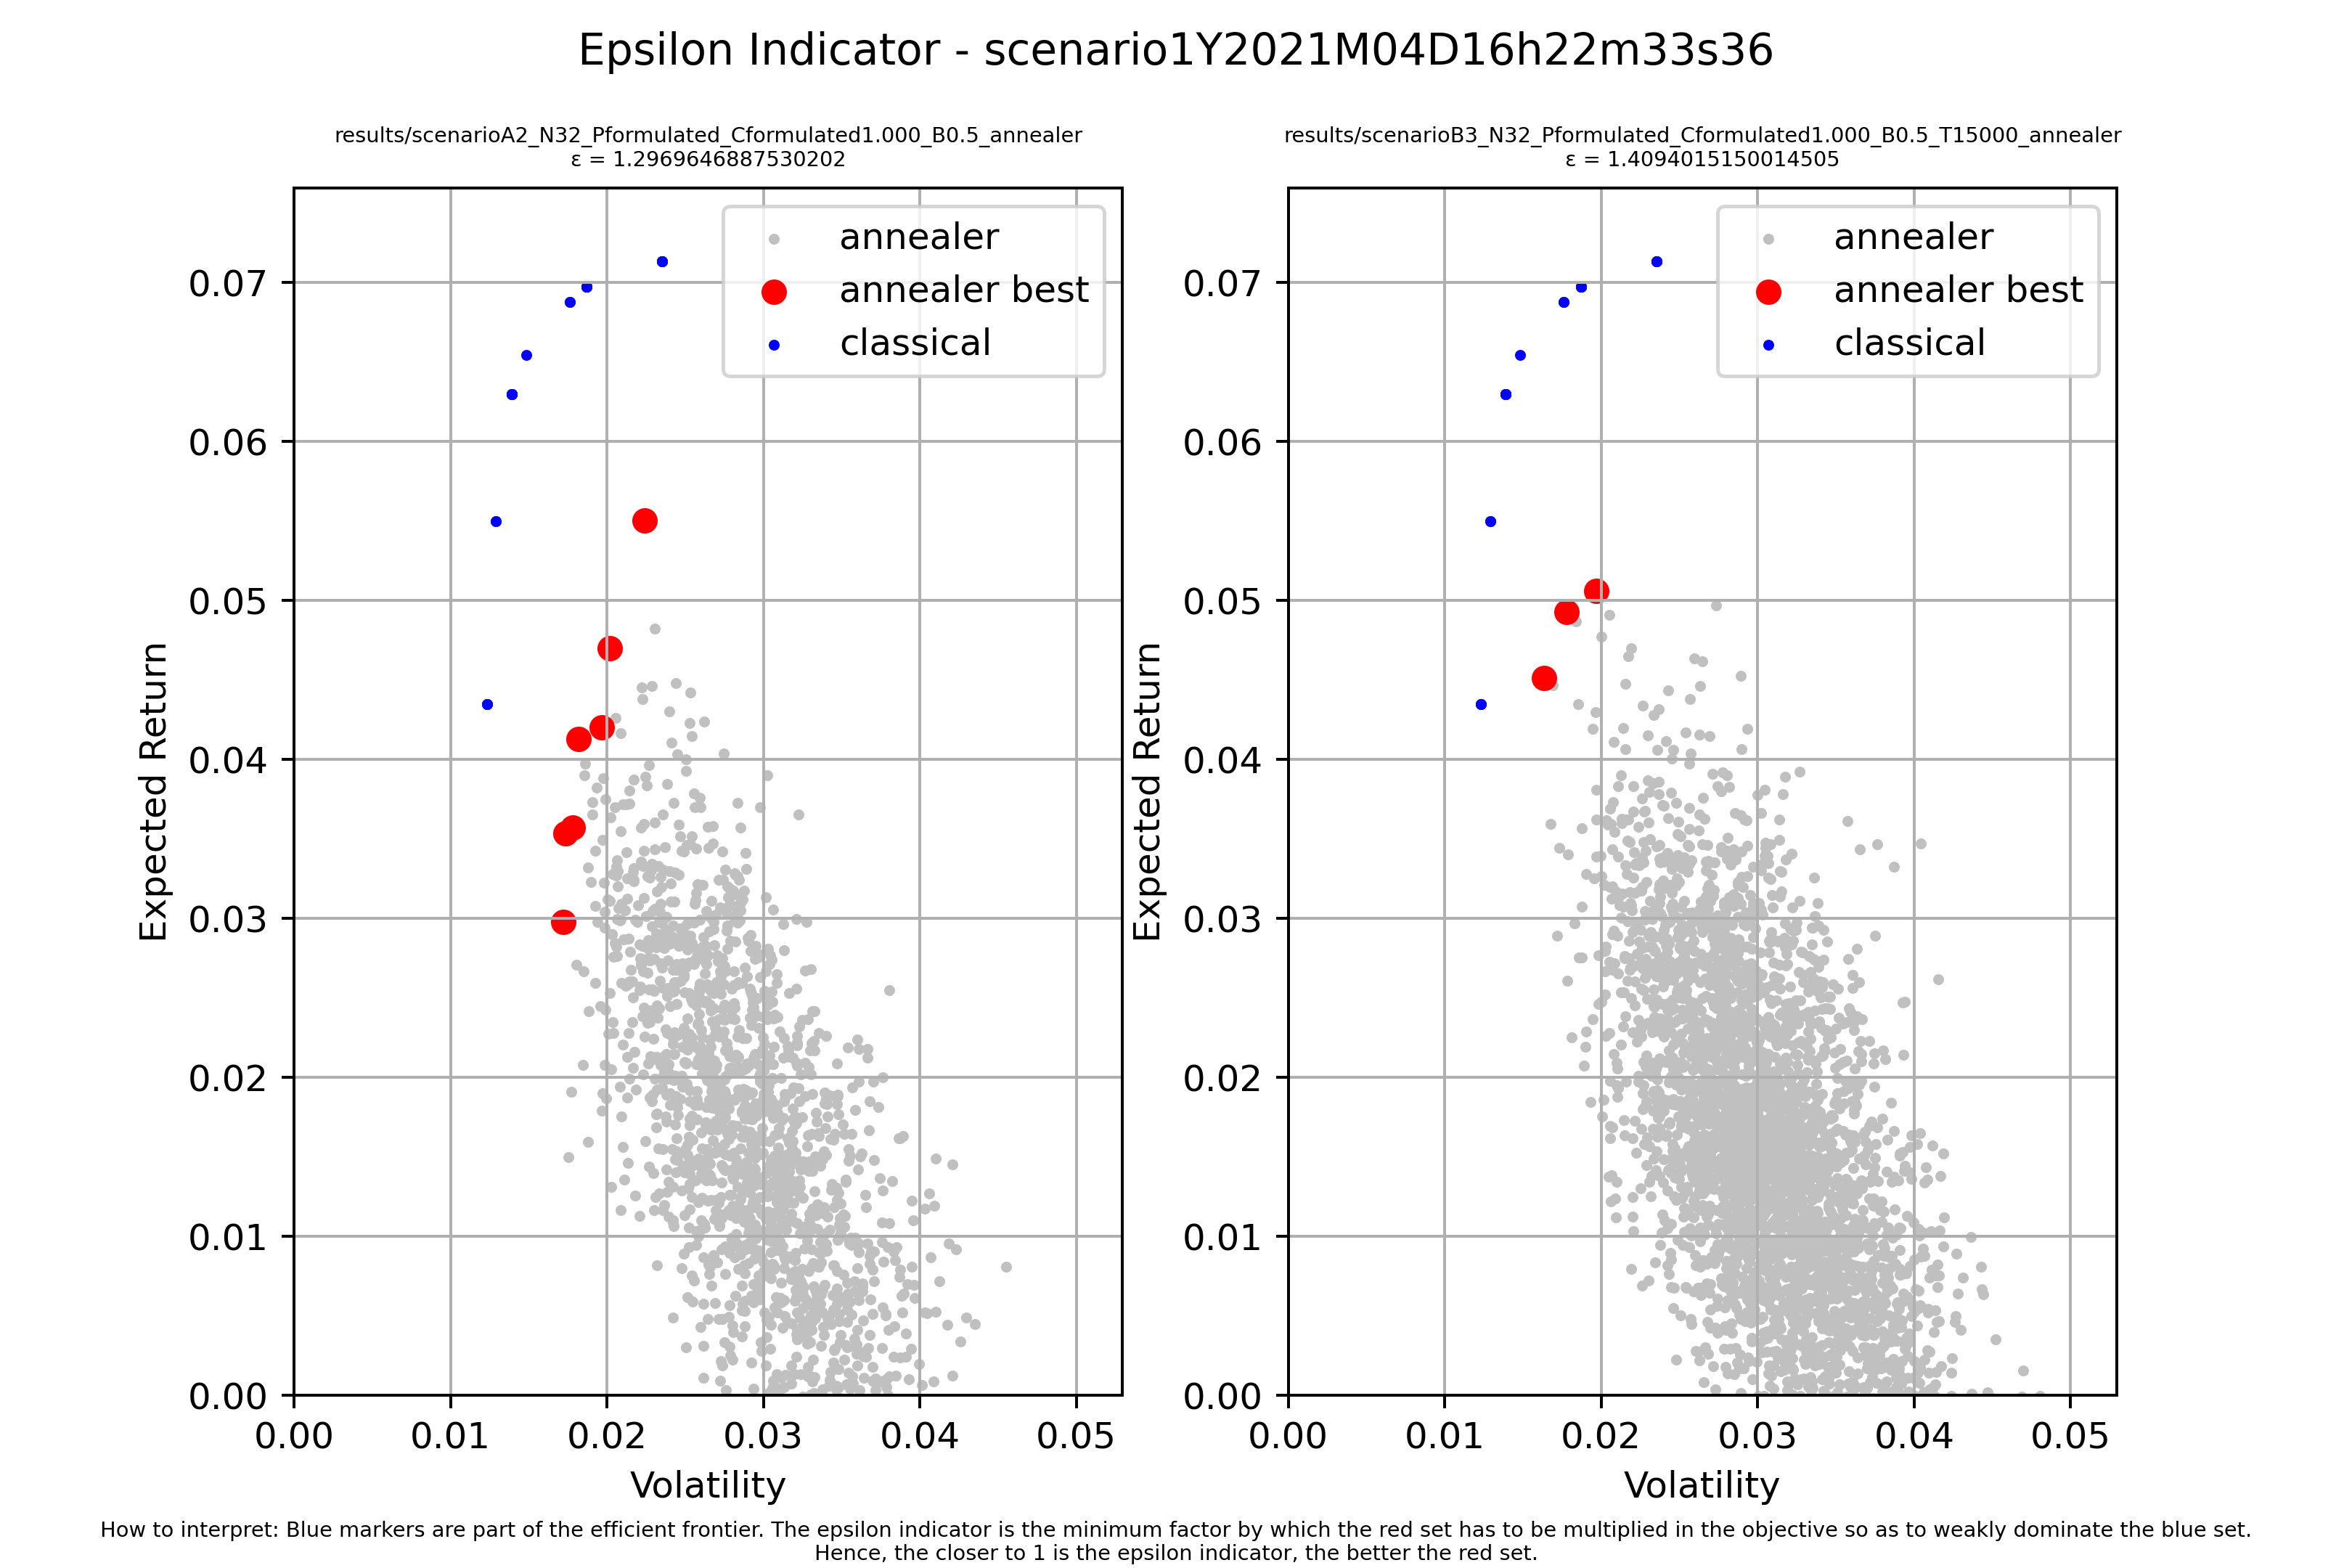 Epsilon Indicator - scenario1Y2021M04D16h22m33s36
results/scenarioA2_N32_Pformulated_Cformulated1.000_B0.5_annealer
ε = 1.2969646887530202
annealer
annealer best
classical
0.07
0.06
0.05
0.04
0.03
0.02
0.01
0.00
Expected Return
0.00 0.01 0.02 0.03 0.04 0.05
Volatility
results/scenarioB3_N32_Pformulated_Cformulated1.000_B0.5_T15000_annealer
ε = 1.4094015150014505
annealer
annealer best
classical
0.07
0.06
0.05
0.04
0.03
0.02
0.01
0.00
Expected Return
0.00 0.01 0.02 0.03 0.04 0.05
Volatility
How to interpret: Blue markers are part of the efficient frontier. The epsilon indicator is the minimum factor by which the red set has to be multiplied in the objective so as to weakly dominate the blue set.
Hence, the closer to 1 is the epsilon indicator, the better the red set.